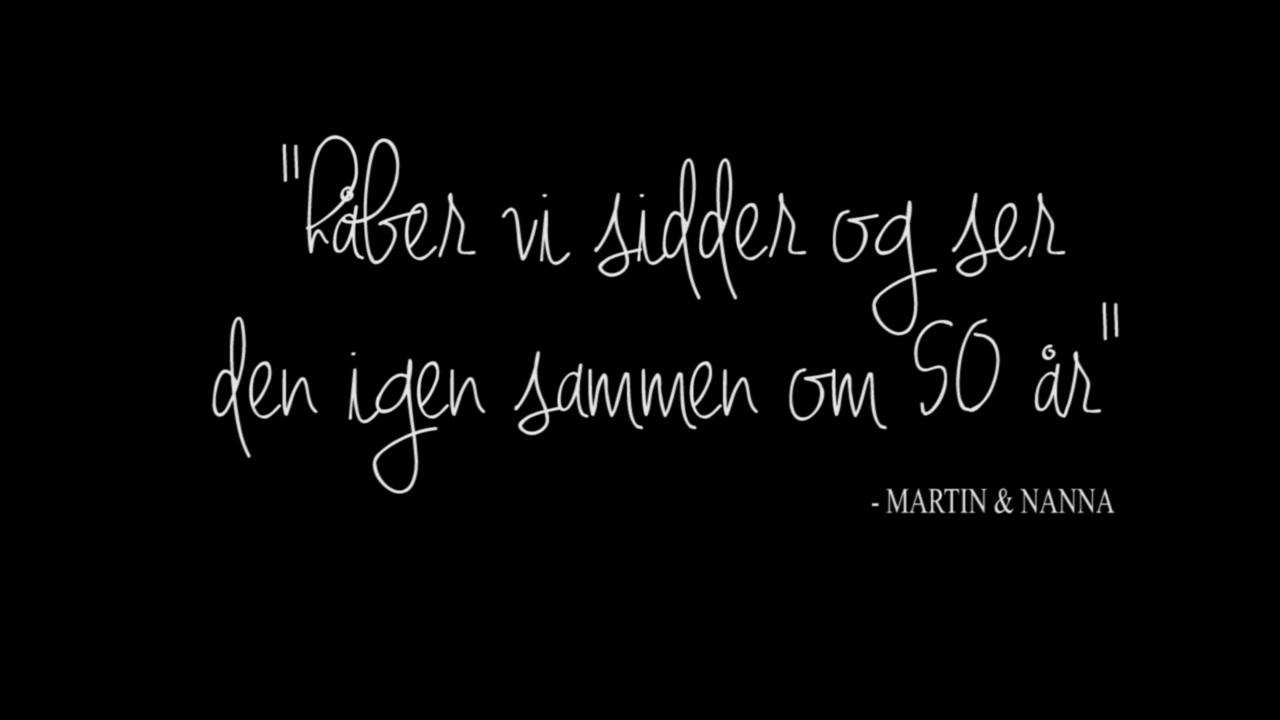 "håber vi sidder og ser
den igen sammen om 50 år"
- MARTIN & NANNA